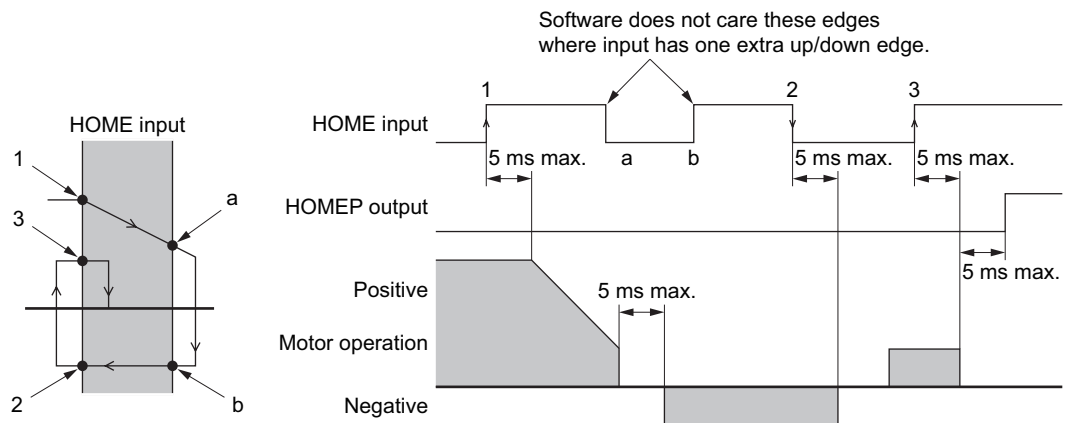 Software does not care these edges
where input has one extra up/down edge.
HOME input
1
a
3
2
b
1
2
3
HOME input
a
b
5 ms max.
5 ms max.
5 ms max.
HOMEP output
5 ms max.
Positive
5 ms max.
Motor operation
Negative